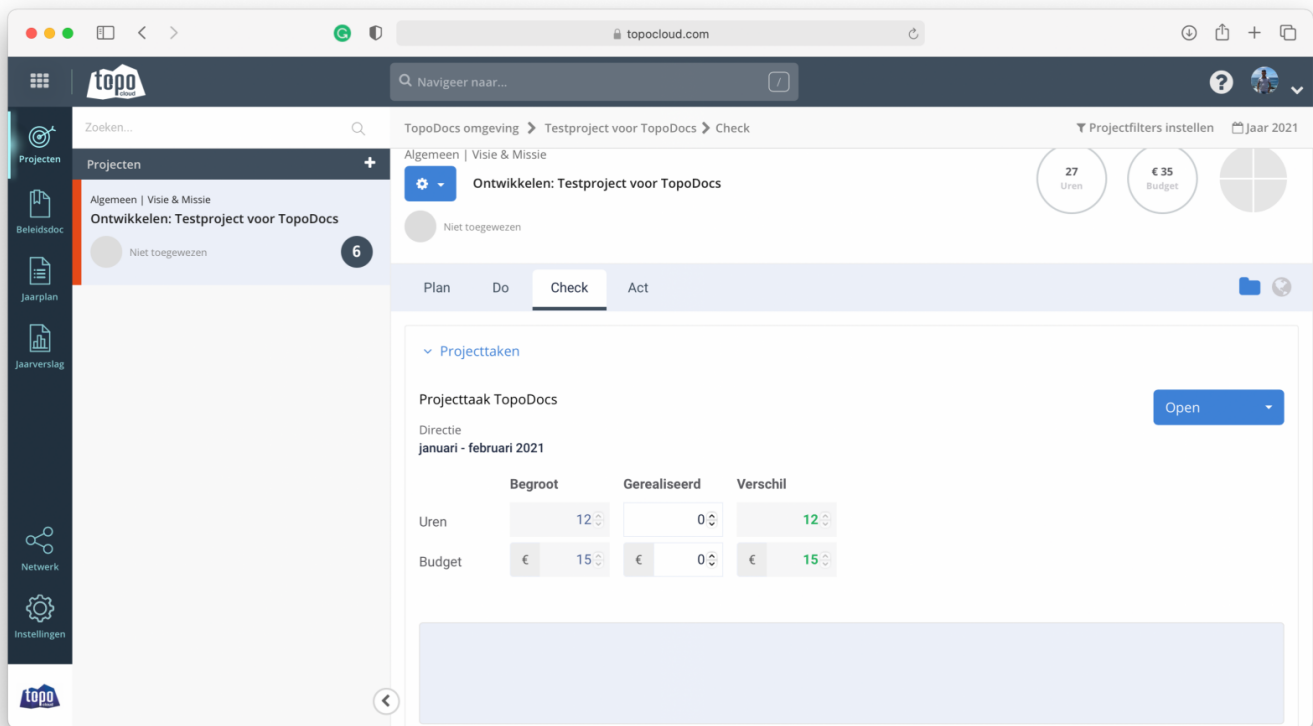 topocloud.com
topo
cloud
Navigeer naar...
/
?
Projecten
Beleidsdoc
Jaarplan
Jaarverslag
Netwerk
Instellingen
topo
cloud
Zoeken...
Projecten
+
Algemeen | Visie & Missie
Ontwikkelen: Testproject voor TopoDocs
Niet toegewezen
6
TopoDocs omgeving > Testproject voor TopoDocs > Check
Projectfilters instellen
Jaar 2021
Algemeen | Visie & Missie
Ontwikkelen: Testproject voor TopoDocs
Niet toegewezen
27
Uren
€ 35
Budget
Plan Do Check Act
Projecttaken
Projecttaak TopoDocs
Open
Directie
januari - februari 2021
Begroot Gerealiseerd Verschil
Uren 12 0 12
Budget € 15 € 0 € 15